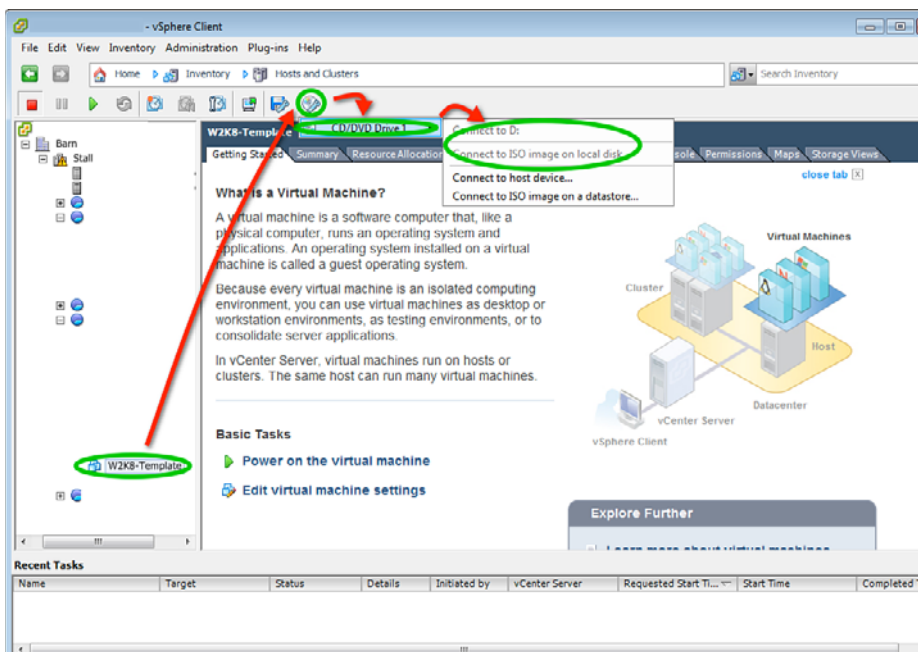 - vSphere Client
File Edit View Inventory Administration Plug-ins Help
Home Inventory Hosts and Clusters
Search Inventory
Barn
Stall
W2K8-Template
W2K8-Template
CD/DVD Drive 1
Connect to D:
Connect to ISO image on local disk...
Connect to host device...
Connect to ISO image on a datastore...
Getting Started Summary Resource Allocation Permissions Maps Storage Views
close tab
What is a Virtual Machine?
A virtual machine is a software computer that, like a
physical computer, runs an operating system and
applications. An operating system installed on a virtual
machine is called a guest operating system.
Because every virtual machine is an isolated computing
environment, you can use virtual machines as desktop or
workstation environments, as testing environments, or to
consolidate server applications.
In vCenter Server, virtual machines run on hosts or
clusters. The same host can run many virtual machines.
Basic Tasks
Power on the virtual machine
Edit virtual machine settings
Virtual Machines
Cluster
Host
Datacenter
vCenter Server
vSphere Client
Explore Further
Learn more about virtual machines
Recent Tasks
Name Target Status Details Initiated by vCenter Server Requested Start Ti... Start Time Completed